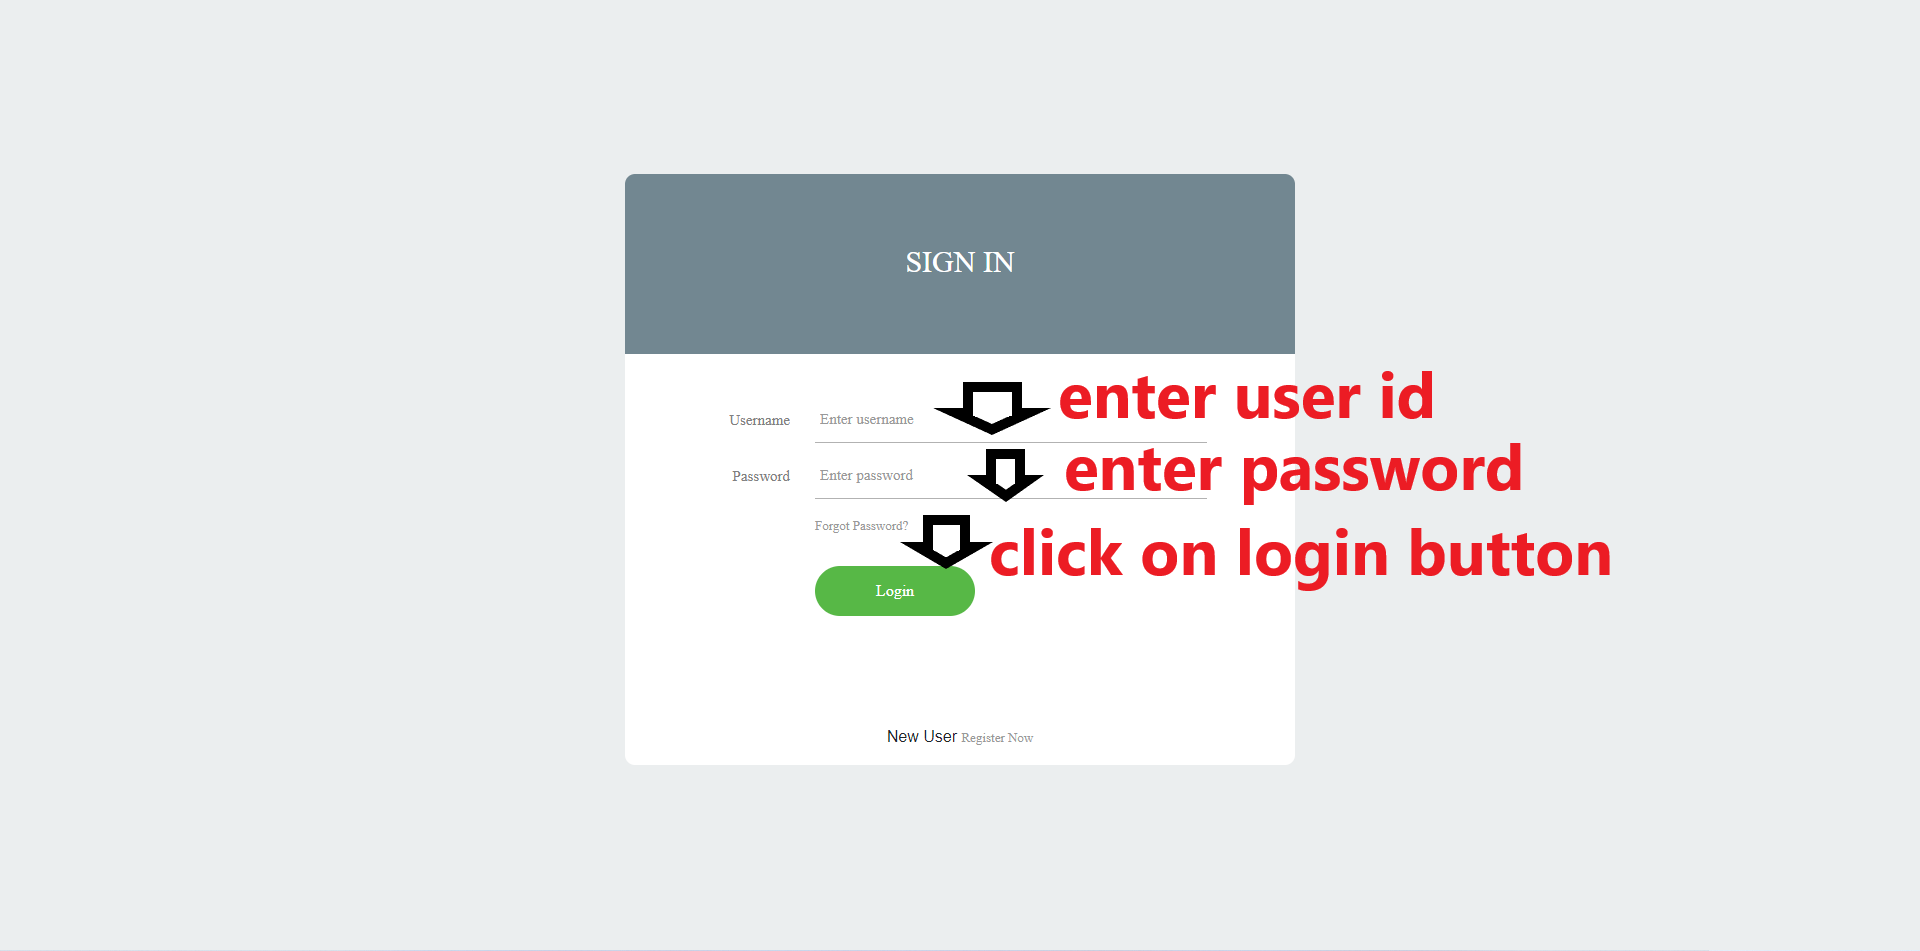 SIGN IN
enter user id
Username Enter username
enter password
Password Enter password
Forgot Password?
click on login button
Login
New User Register Now